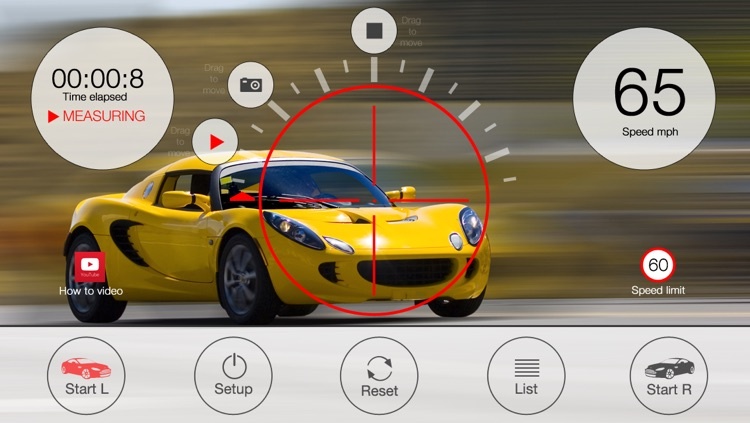 00:00:8
Time elapsed
MEASURING
Drag
to
move
Drag
to
move
Drag
to
move
65
Speed mph
YouTube
How to video
60
Speed limit
Start L
Setup
Reset
List
Start R